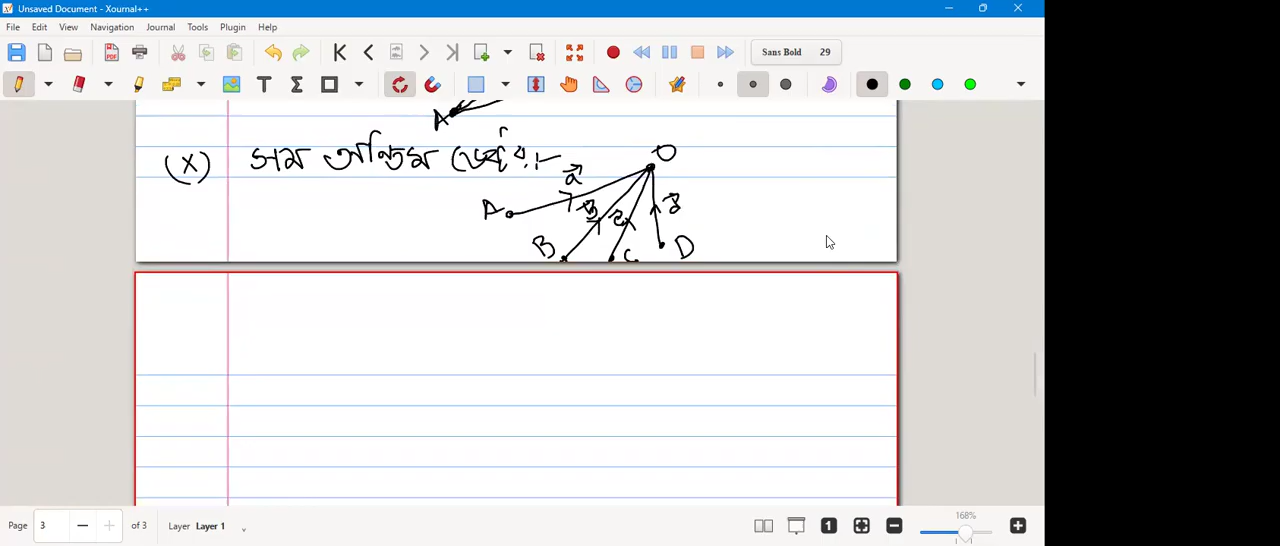 Unsaved Document - Xournal++
File Edit View Navigation Journal Tools Plugin Help
Sans Bold 29
A
(X) সম ভেক্টর :-
O
a
A
b
c
d
B
C
D
Page 3 of 3 Layer Layer 1
168%